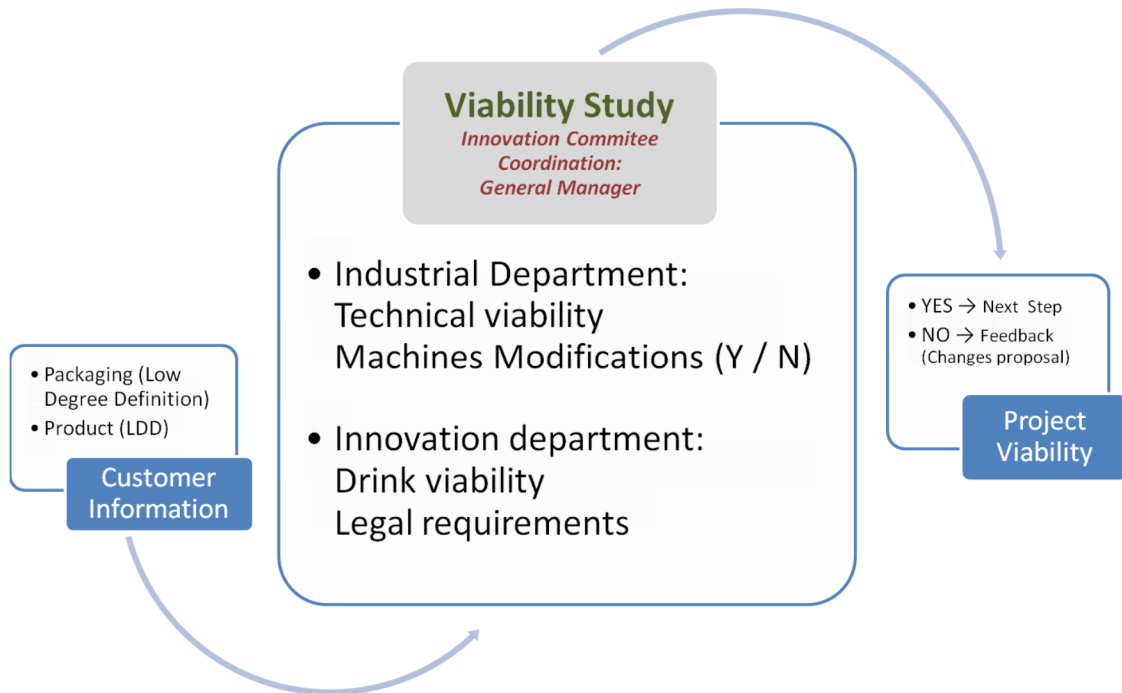 Viability Study
Innovation Commitee
Coordination:
General Manager
• Industrial Department:
Technical viability
Machines Modifications (Y / N)
• Innovation department:
Drink viability
Legal requirements
• Packaging (Low
Degree Definition)
• Product (LDD)
Customer
Information
• YES → Next Step
• NO → Feedback
(Changes proposal)
Project
Viability